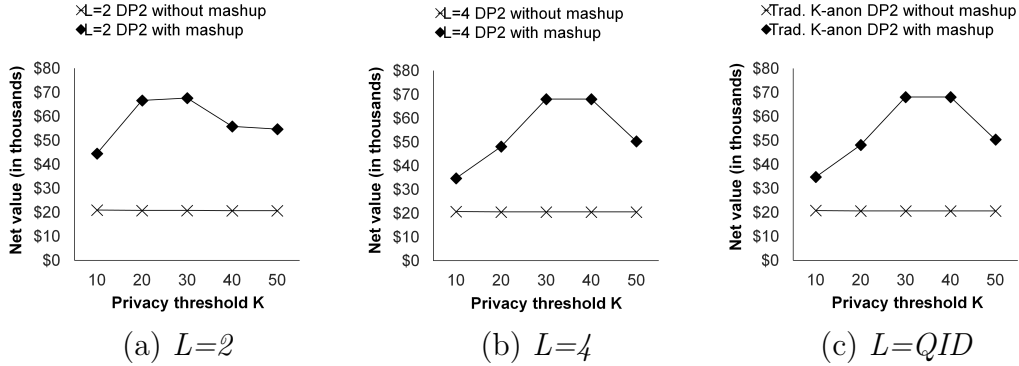 L=2 DP2 without mashup
L=2 DP2 with mashup
Net value (in thousands)
$80
$70
$60
$50
$40
$30
$20
$10
$0
10 20 30 40 50
Privacy threshold K
(a) L=2
L=4 DP2 without mashup
L=4 DP2 with mashup
Net value (in thousands)
$80
$70
$60
$50
$40
$30
$20
$10
$0
10 20 30 40 50
Privacy threshold K
(b) L=4
Trad. K-anon DP2 without mashup
Trad. K-anon DP2 with mashup
Net value (in thousands)
$80
$70
$60
$50
$40
$30
$20
$10
$0
10 20 30 40 50
Privacy threshold K
(c) L=QID